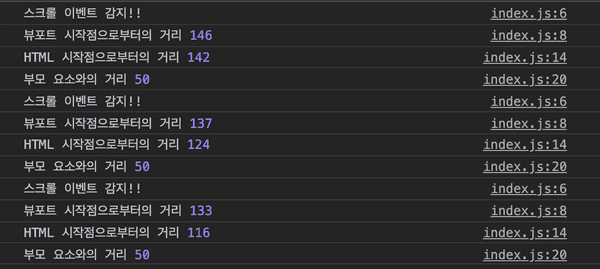 스크롤 이벤트 감지!! index.js:6
뷰포트 시작점으로부터의 거리 146 index.js:8
HTML 시작점으로부터의 거리 142 index.js:14
부모 요소와의 거리 50 index.js:20
스크롤 이벤트 감지!! index.js:6
뷰포트 시작점으로부터의 거리 137 index.js:8
HTML 시작점으로부터의 거리 124 index.js:14
부모 요소와의 거리 50 index.js:20
스크롤 이벤트 감지!! index.js:6
뷰포트 시작점으로부터의 거리 133 index.js:8
HTML 시작점으로부터의 거리 116 index.js:14
부모 요소와의 거리 50 index.js:20